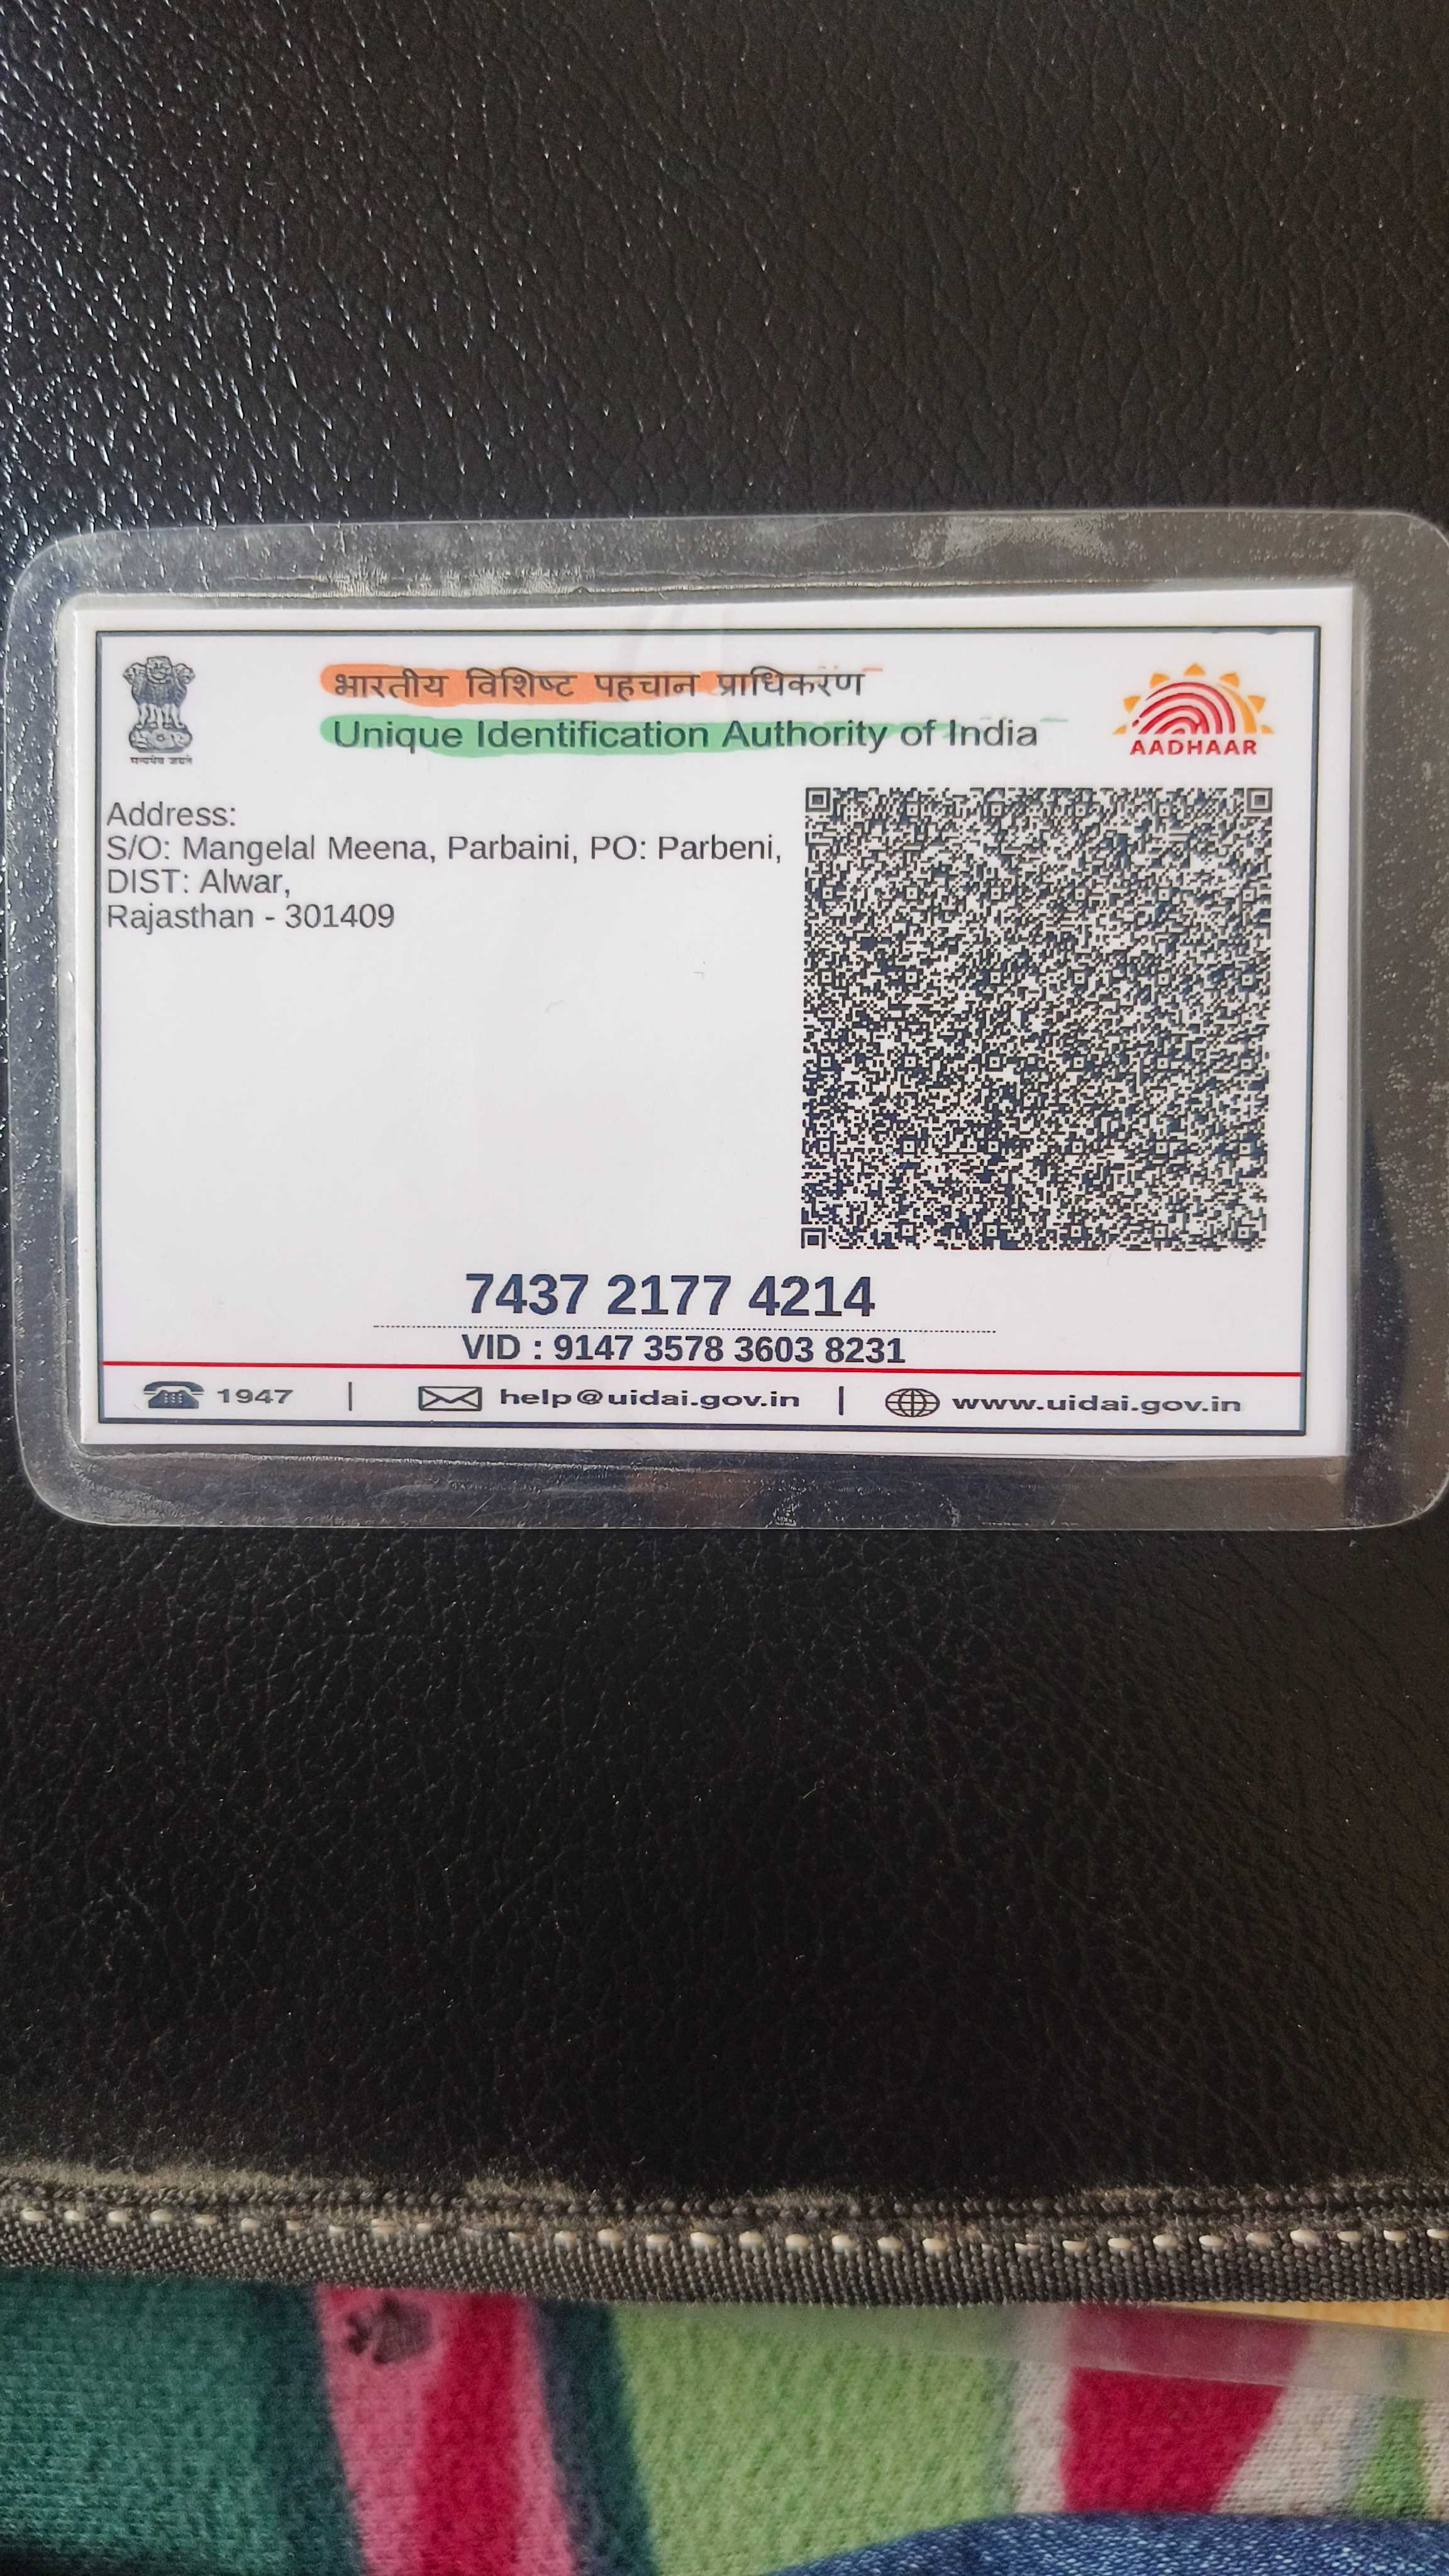 भारतीय विशिष्ट पहचान प्राधिकरण
Unique Identification Authority of India
सत्यमेव जयते
AADHAAR
Address:
S/O: Mangelal Meena, Parbaini, PO: Parbeni,
DIST: Alwar,
Rajasthan - 301409
7437 2177 4214
VID : 9147 3578 3603 8231
1947 | help@uidai.gov.in | www.uidai.gov.in